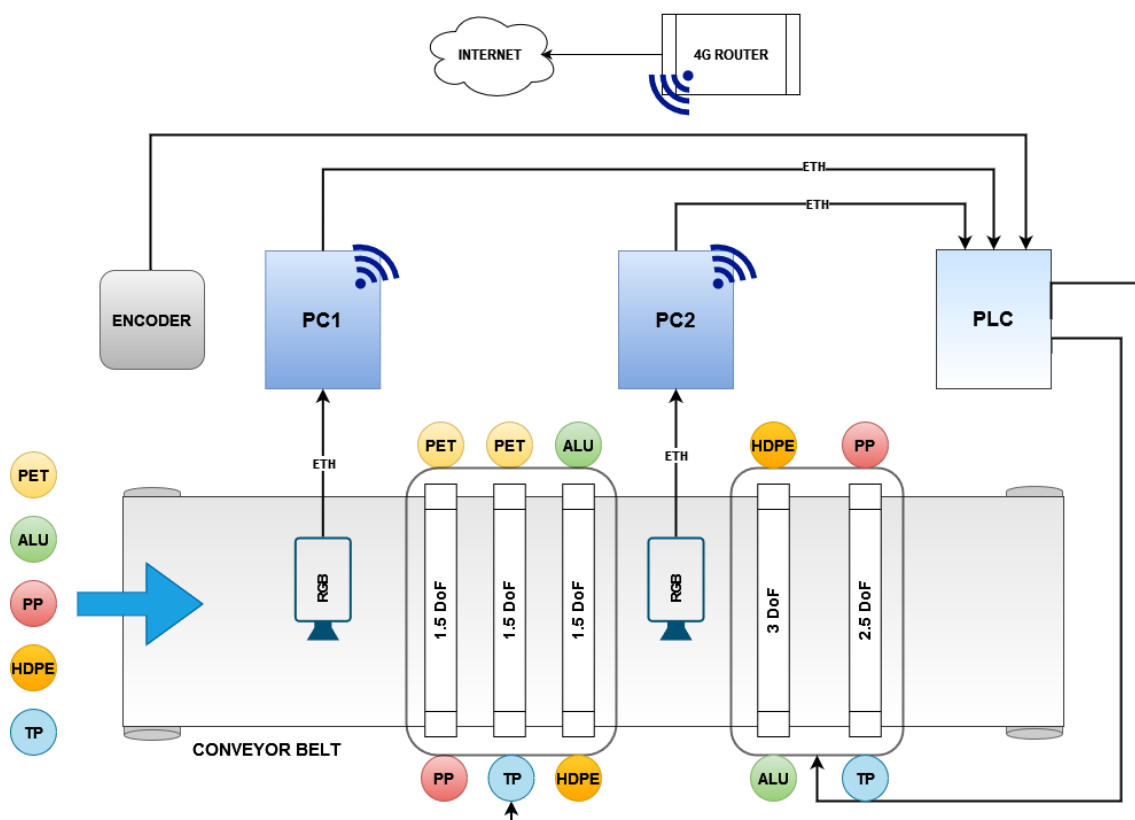 INTERNET
4G ROUTER
ETH
ETH
ENCODER
PC1
PC2
PLC
PET
PET
ALU
HDPE
PP
PET
ALU
PP
HDPE
TP
ETH
ETH
RGB
RGB
1.5 DoF
1.5 DoF
1.5 DoF
3 DoF
2.5 DoF
CONVEYOR BELT
PP
TP
HDPE
ALU
TP